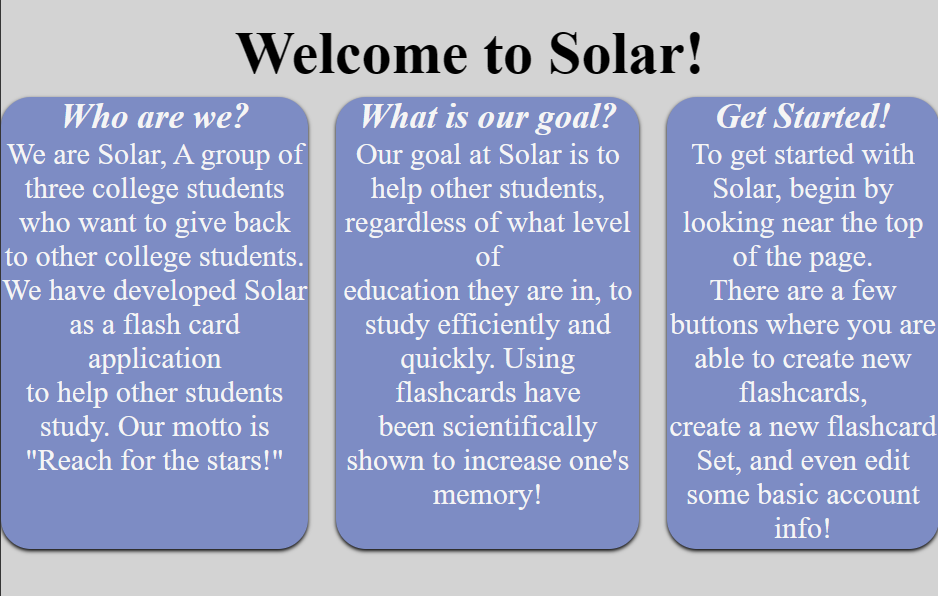 Welcome to Solar!
Who are we?
We are Solar, A group of
three college students
who want to give back
to other college students.
We have developed Solar
as a flash card
application
to help other students
study. Our motto is
"Reach for the stars!"
What is our goal?
Our goal at Solar is to
help other students,
regardless of what level
of
education they are in, to
study efficiently and
quickly. Using
flashcards have
been scientifically
shown to increase one's
memory!
Get Started!
To get started with
Solar, begin by
looking near the top
of the page.
There are a few
buttons where you are
able to create new
flashcards,
create a new flashcard
Set, and even edit
some basic account
info!